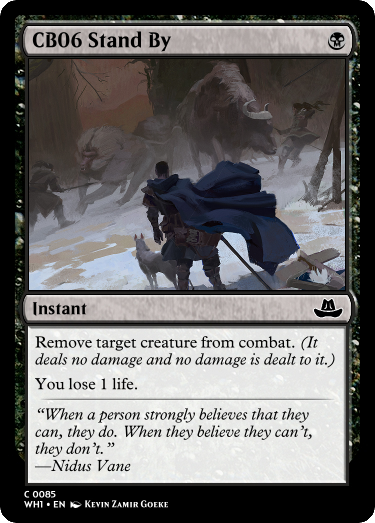 CB06 Stand By
Instant
Remove target creature from combat. (It
deals no damage and no damage is dealt to it.)
You lose 1 life.
“When a person strongly believes that they
can, they do. When they believe they can’t,
they don’t.”
—Nidus Vane
C 0085
WH1 • EN Kevin Zamir Goeke